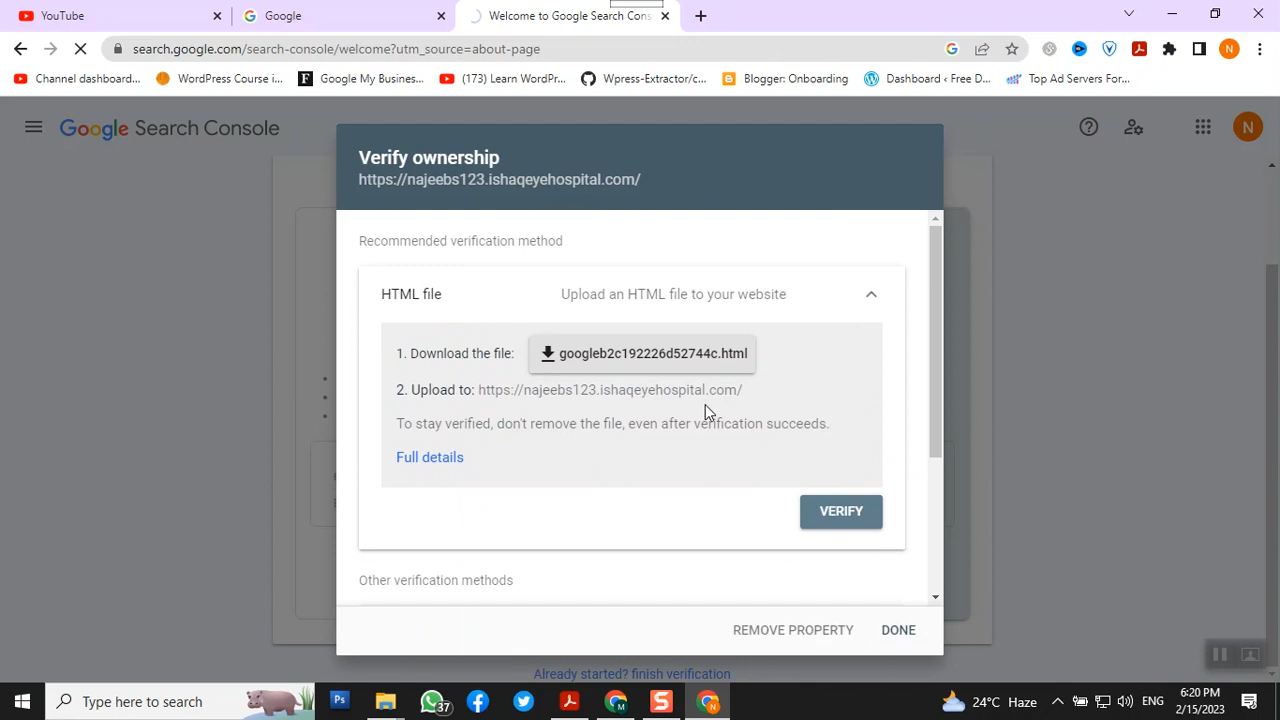 YouTube
Google
Welcome to Google Search Cons
search.google.com/search-console/welcome?utm_source=about-page
Channel dashboard...
WordPress Course i...
Google My Busines...
(173) Learn WordPr...
Wpress-Extractor/c...
Blogger: Onboarding
Dashboard ‹ Free D...
Top Ad Servers For...
N
Google Search Console
N
Verify ownership
https://najeebs123.ishaqeyehospital.com/
Recommended verification method
HTML file
Upload an HTML file to your website
1. Download the file: googleb2c192226d52744c.html
2. Upload to: https://najeebs123.ishaqeyehospital.com/
To stay verified, don't remove the file, even after verification succeeds.
Full details
VERIFY
Other verification methods
REMOVE PROPERTY
DONE
Already started? finish verification
Type here to search
Ps
37
M
S
N
24°C Haze
ENG
6:20 PM
2/15/2023